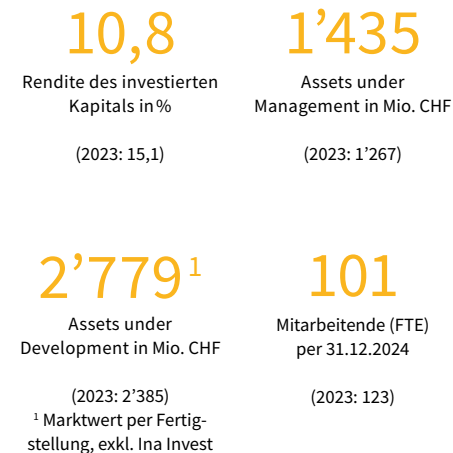 10,8
Rendite des investierten
Kapitals in %
(2023: 15,1)
1’435
Assets under
Management in Mio. CHF
(2023: 1’267)
2’779 1
Assets under
Development in Mio. CHF
(2023: 2’385)
1 Marktwert per Fertig-
stellung, exkl. Ina Invest
101
Mitarbeitende (FTE)
per 31.12.2024
(2023: 123)